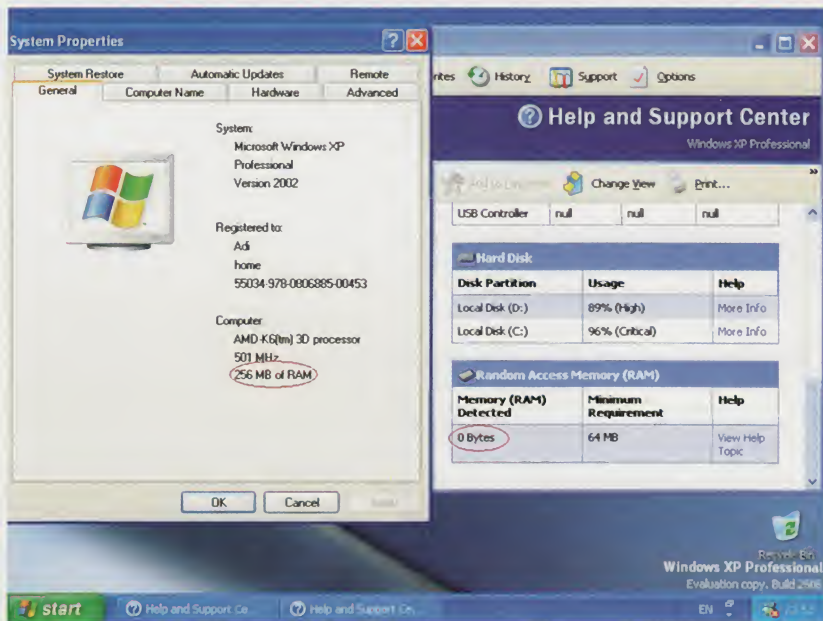 System Properties
System Restore Automatic Updates Remote
General Computer Name Hardware Advanced
System:
Microsoft Windows XP
Professional
Version 2002
Registered to:
Adi
home
55034-978-0806885-00453
Computer:
AMD-K6(tm) 3D processor
501 MHz
256 MB of RAM
OK Cancel
rites History Support Options
Help and Support Center
Windows XP Professional
Change View Print...
USB Controller null null null
Hard Disk
Disk Partition Usage Help
Local Disk (D:) 89% (High) More Info
Local Disk (C:) 96% (Critical) More Info
Random Access Memory (RAM)
Memory (RAM) Detected Minimum Requirement Help
0 Bytes 64 MB View Help Topic
Recycle Bin
Windows XP Professional
Evaluation copy. Build
start Help and Support Ce... Help and Support Cen... EN